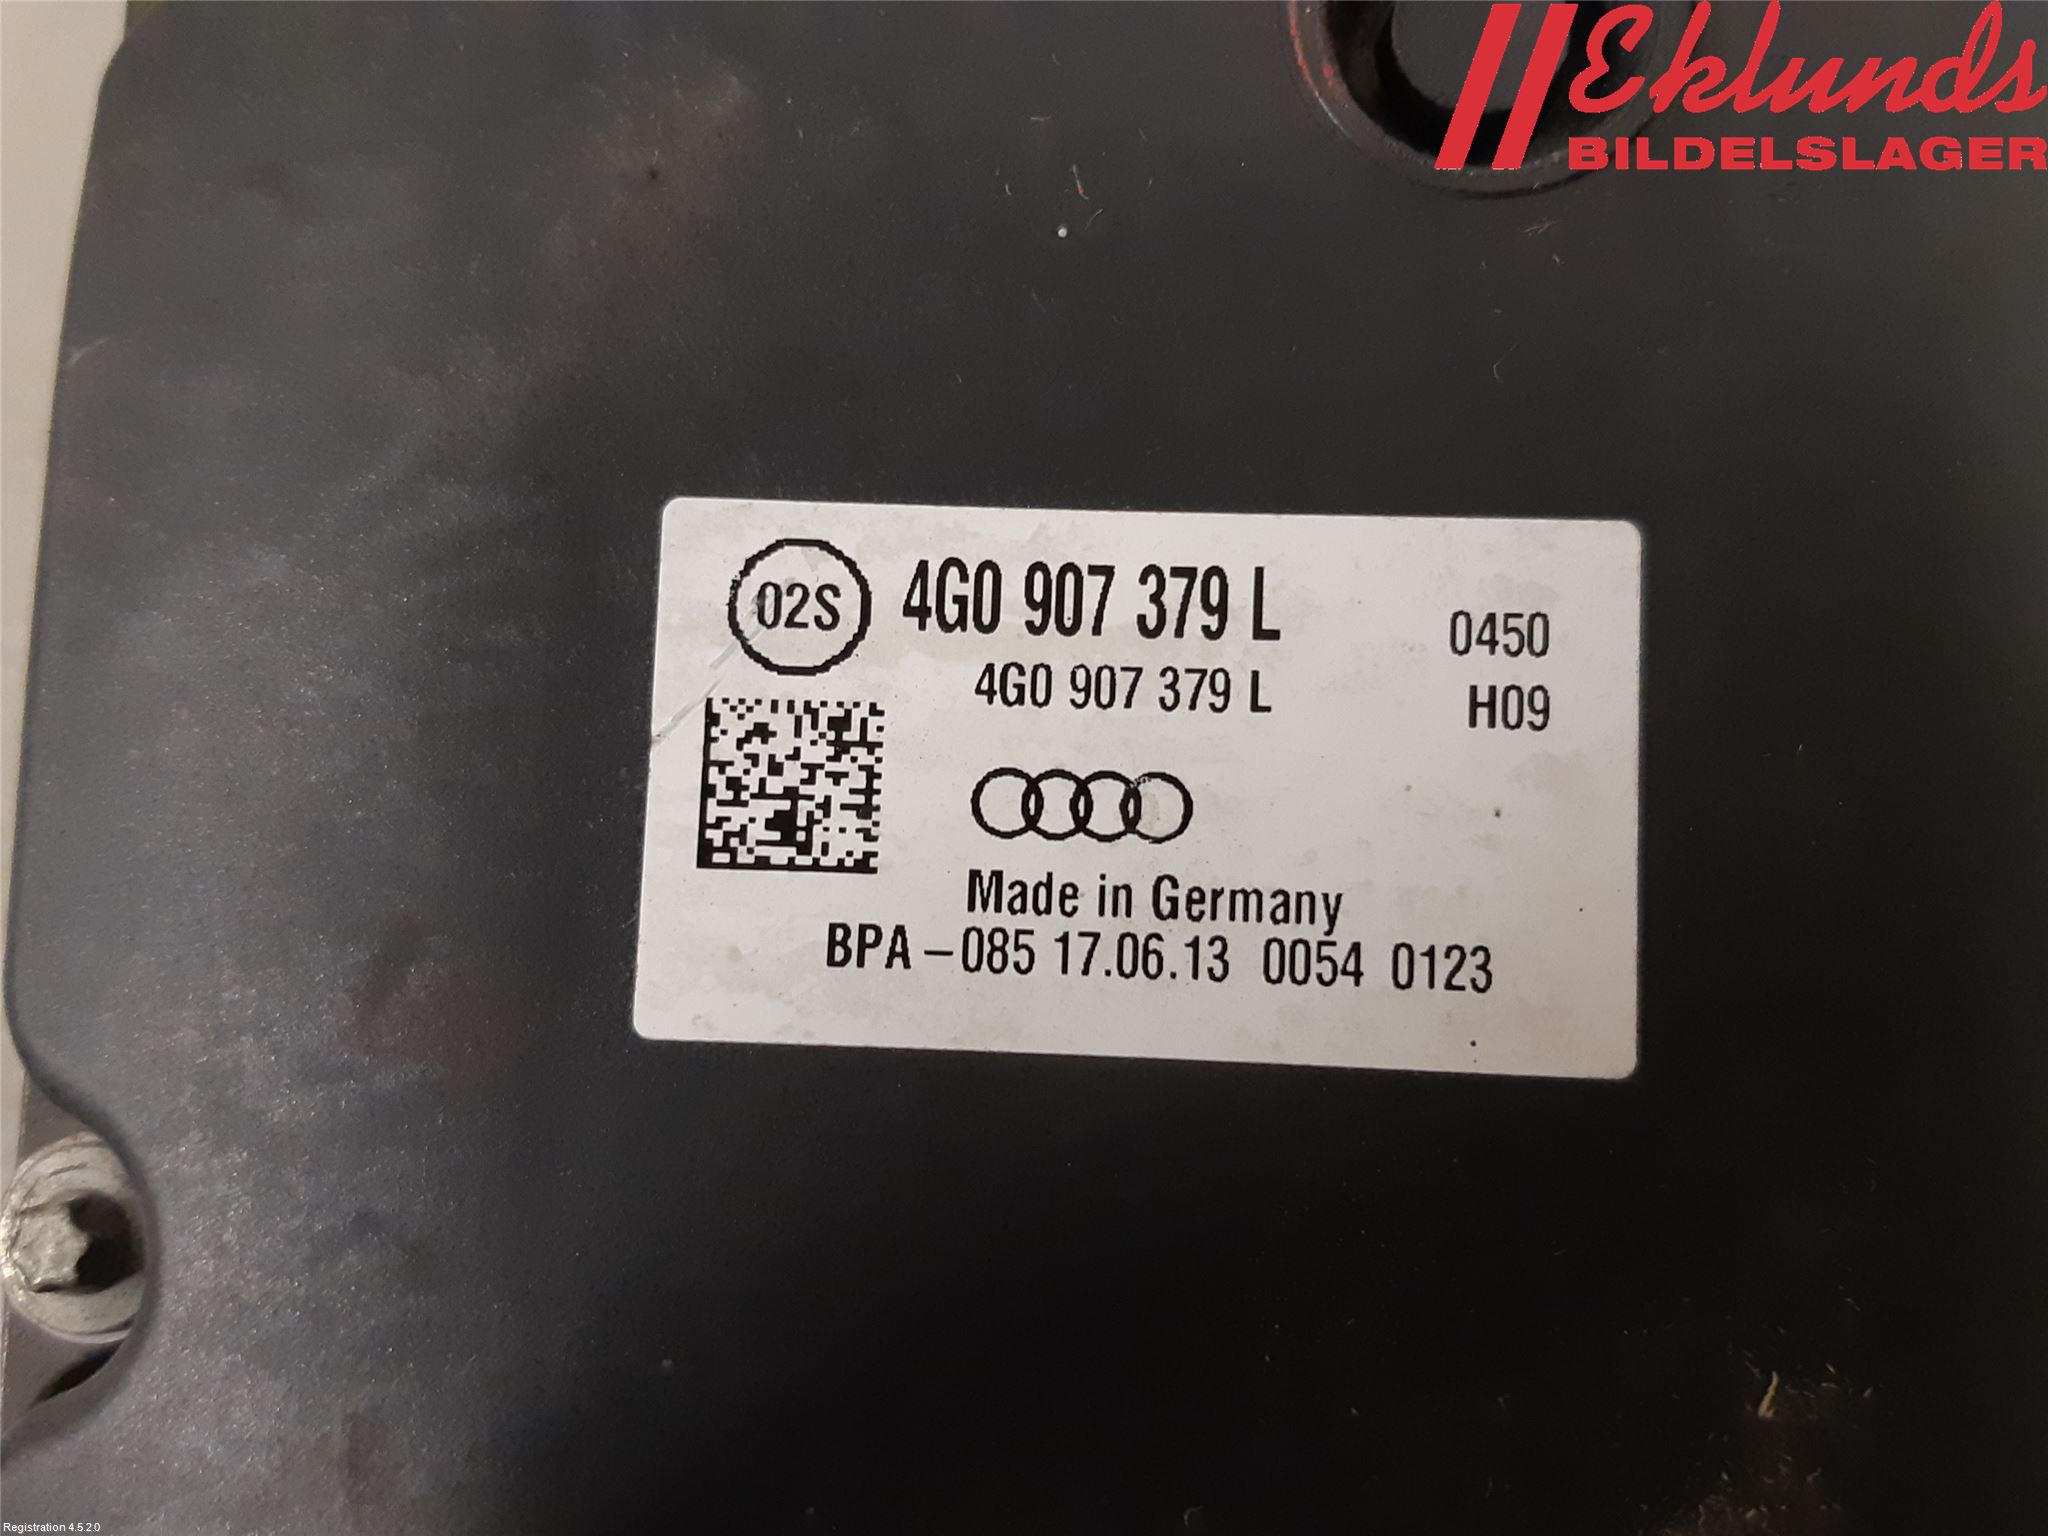 Eklunds
BILDELSLAGER
02S 4G0 907 379 L 0450
4G0 907 379 L H09
Made in Germany
BPA-085 17.06.13 0054 0123
Registration 4.5.2.0